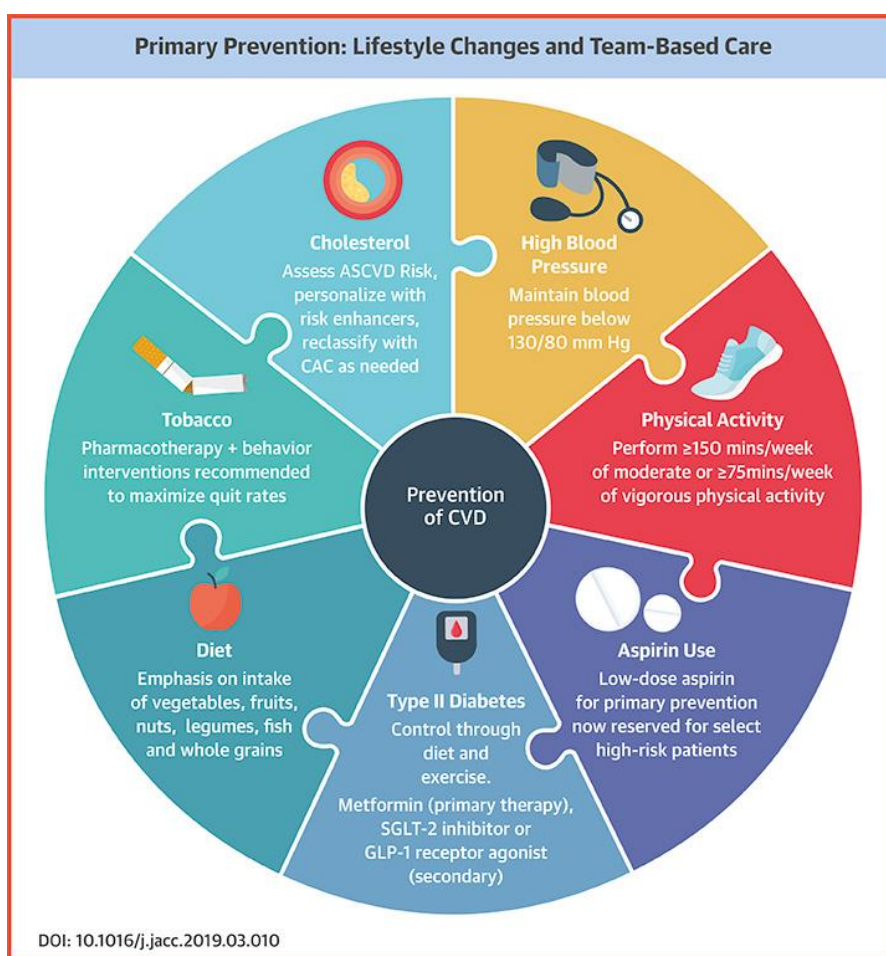 Primary Prevention: Lifestyle Changes and Team-Based Care
Cholesterol
Assess ASCVD Risk,
personalize with
risk enhancers,
reclassify with
CAC as needed
High Blood
Pressure
Maintain blood
pressure below
130/80 mm Hg
Tobacco
Pharmacotherapy + behavior
interventions recommended
to maximize quit rates
Physical Activity
Perform ≥150 mins/week
of moderate or ≥75mins/week
of vigorous physical activity
Prevention
of CVD
Diet
Emphasis on intake
of vegetables, fruits,
nuts, legumes, fish
and whole grains
Type II Diabetes
Control through
diet and
exercise.
Metformin (primary therapy),
SGLT-2 inhibitor or
GLP-1 receptor agonist
(secondary)
Aspirin Use
Low-dose aspirin
for primary prevention
now reserved for select
high-risk patients
DOI: 10.1016/j.jacc.2019.03.010